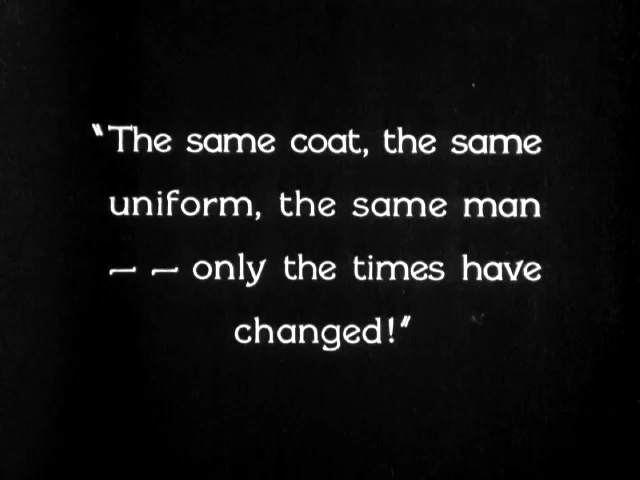 "The same coat, the same
uniform, the same man
— — only the times have
changed!"